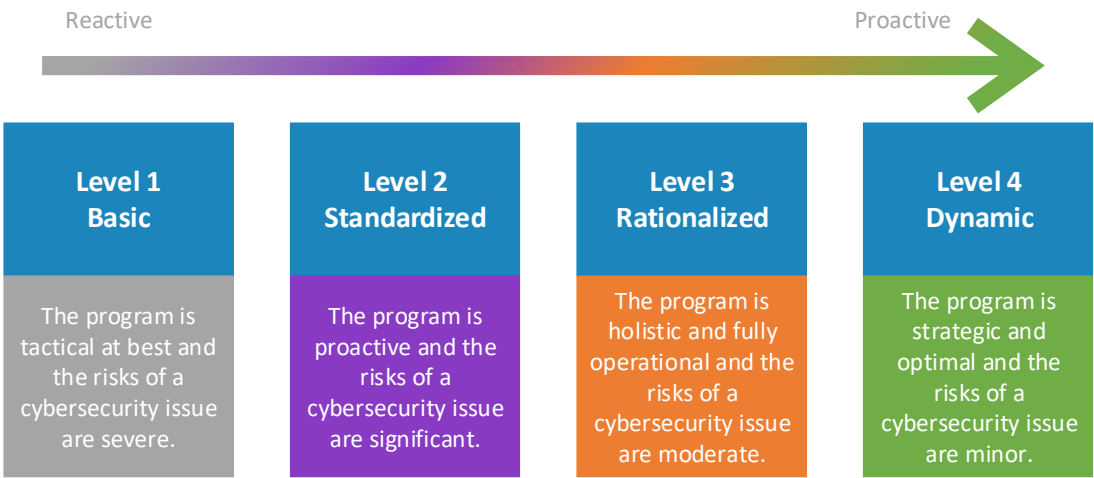 Reactive
Proactive
Level 1
Basic
Level 2
Standardized
Level 3
Rationalized
Level 4
Dynamic
The program is
tactical at best and
the risks of a
cybersecurity issue
are severe.
The program is
proactive and the
risks of a
cybersecurity issue
are significant.
The program is
holistic and fully
operational and the
risks of a
cybersecurity issue
are moderate.
The program is
strategic and
optimal and the
risks of a
cybersecurity issue
are minor.